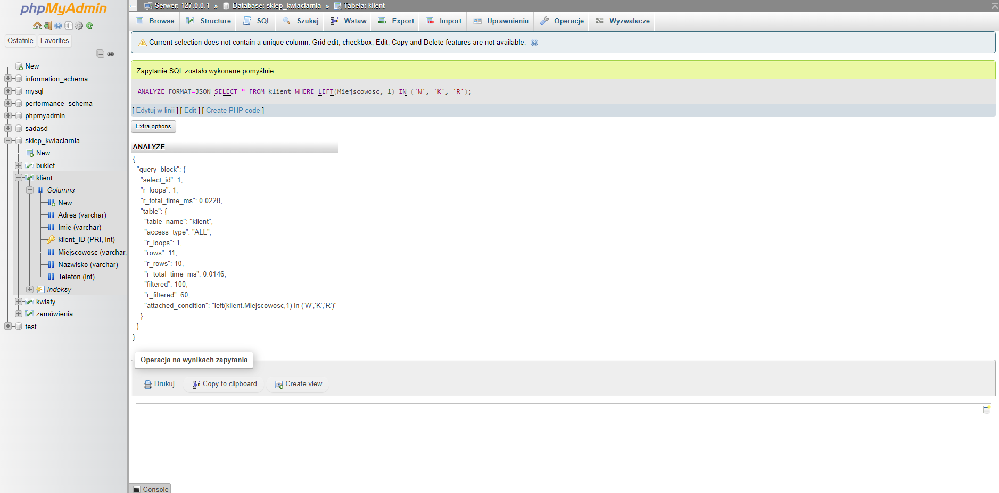 phpMyAdmin
Ostatnie
Favorites
New
information_schema
mysql
performance_schema
phpmyadmin
sadasd
sklep_kwiaciarnia
New
bukiet
klient
Columns
New
Adres (varchar)
Imie (varchar)
klient_ID (PRI, int)
Miejscowosc (varchar,
Nazwisko (varchar)
Telefon (int)
Indeksy
kwiaty
zamówienia
test
Serwer: 127.0.0.1 » Database: sklep_kwiaciarnia » Tabela: klient
Browse Structure SQL Szukaj Wstaw Export Import Uprawnienia Operacje Wyzwalacze
Current selection does not contain a unique column. Grid edit, checkbox, Edit, Copy and Delete features are not available.
Zapytanie SQL zostało wykonane pomyślnie.
ANALYZE FORMAT=JSON SELECT * FROM klient WHERE LEFT(Miejscowosc, 1) IN ('W', 'K', 'R');
[ Edytuj w linii ] [ Edit ] [ Create PHP code ]
Extra options
ANALYZE
{
"query_block": {
"select_id": 1,
"r_loops": 1,
"r_total_time_ms": 0.0228,
"table": {
"table_name": "klient",
"access_type": "ALL",
"r_loops": 1,
"rows": 11,
"r_rows": 10,
"r_total_time_ms": 0.0146,
"filtered": 100,
"r_filtered": 60,
"attached_condition": "left(klient.Miejscowosc,1) in ('W','K','R')"
}
}
}
Operacja na wynikach zapytania
Drukuj Copy to clipboard Create view
Console